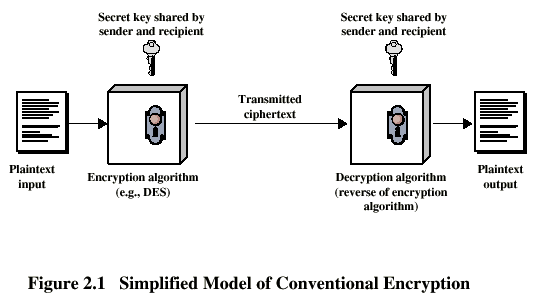 Secret key shared by
sender and recipient
Secret key shared by
sender and recipient
Transmitted
ciphertext
Plaintext
input
Encryption algorithm
(e.g., DES)
Decryption algorithm
(reverse of encryption
algorithm)
Plaintext
output
Figure 2.1 Simplified Model of Conventional Encryption